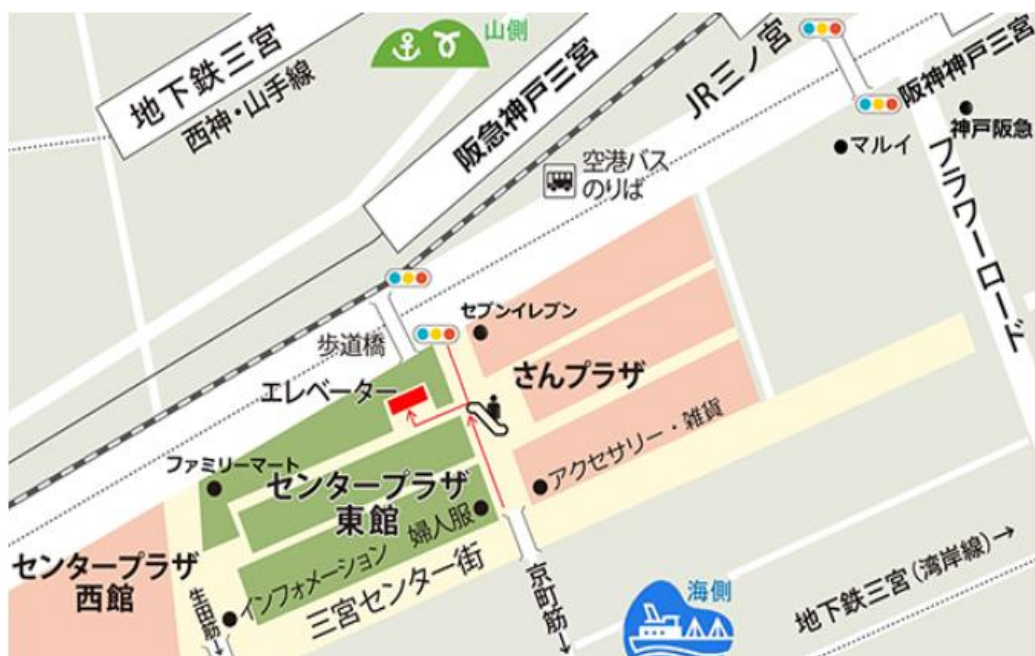 山側
地下鉄三宮
西神・山手線
阪急神戸三宮
JR三ノ宮
阪神神戸三宮
神戸阪急
マルイ
フラワーロード
空港バス
のりば
セブンイレブン
歩道橋
エレベーター
さんプラザ
アクセサリー・雑貨
ファミリーマート
センタープラザ
東館
婦人服
インフォメーション
センタープラザ
西館
生田筋→
三宮センター街
京町筋→
海側
地下鉄三宮(湾岸線)→